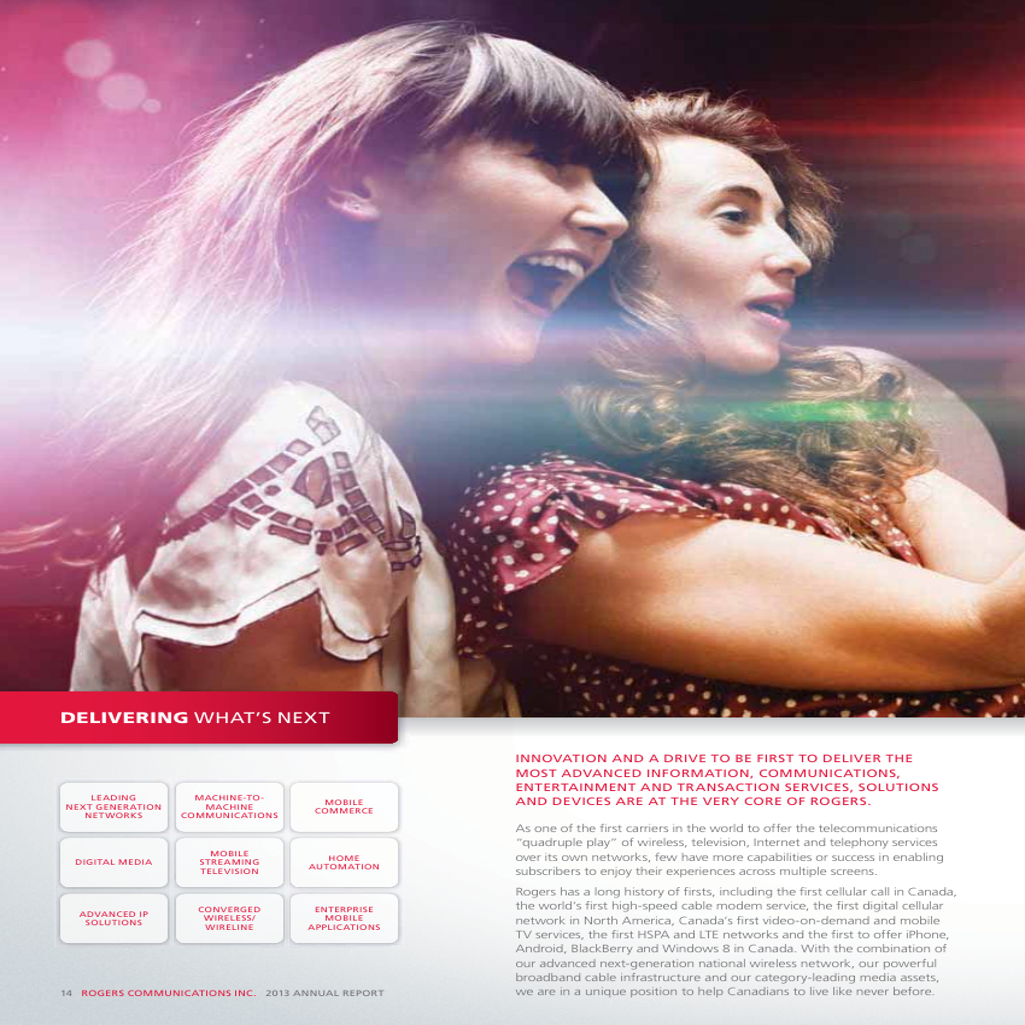 DELIVERING WHAT'S NEXT
LEADING
NEXT GENERATION
NETWORKS
MACHINE-TO-
MACHINE
COMMUNICATIONS
MOBILE
COMMERCE
DIGITAL MEDIA
MOBILE
STREAMING
TELEVISION
HOME
AUTOMATION
ADVANCED IP
SOLUTIONS
CONVERGED
WIRELESS/
WIRELINE
ENTERPRISE
MOBILE
APPLICATIONS
INNOVATION AND A DRIVE TO BE FIRST TO DELIVER THE
MOST ADVANCED INFORMATION, COMMUNICATIONS,
ENTERTAINMENT AND TRANSACTION SERVICES, SOLUTIONS
AND DEVICES ARE AT THE VERY CORE OF ROGERS.
As one of the first carriers in the world to offer the telecommunications
"quadruple play" of wireless, television, Internet and telephony services
over its own networks, few have more capabilities or success in enabling
subscribers to enjoy their experiences across multiple screens.
Rogers has a long history of firsts, including the first cellular call in Canada,
the world's first high-speed cable modem service, the first digital cellular
network in North America, Canada's first video-on-demand and mobile
TV services, the first HSPA and LTE networks and the first to offer iPhone,
Android, BlackBerry and Windows 8 in Canada. With the combination of
our advanced next-generation national wireless network, our powerful
broadband cable infrastructure and our category-leading media assets,
we are in a unique position to help Canadians to live like never before.
14 ROGERS COMMUNICATIONS INC. 2013 ANNUAL REPORT